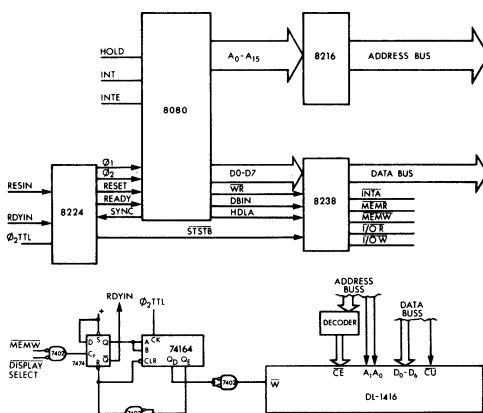 HOLD
INT
INTE
8080
A0 - A15
8216
ADDRESS BUS
RESIN
RDYIN
Ø2TTL
8224
Ø1
Ø2
RESET
READY
SYNC
STSTB
D0-D7
WR
DBIN
HDLA
8238
DATA BUS
INTA
MEMR
MEMW
I/OR
I/OW
RDYIN
Ø2TTL
MEMW
DISPLAY
SELECT
7402
+
D S Q
CP
R Q
7474
CK
A
B
CLR
74164
QD QE
7402
7402
ADDRESS
BUSS
DECODER
DATA
BUSS
W
CE
A1 A0
D0-D6
CU
DL-1416